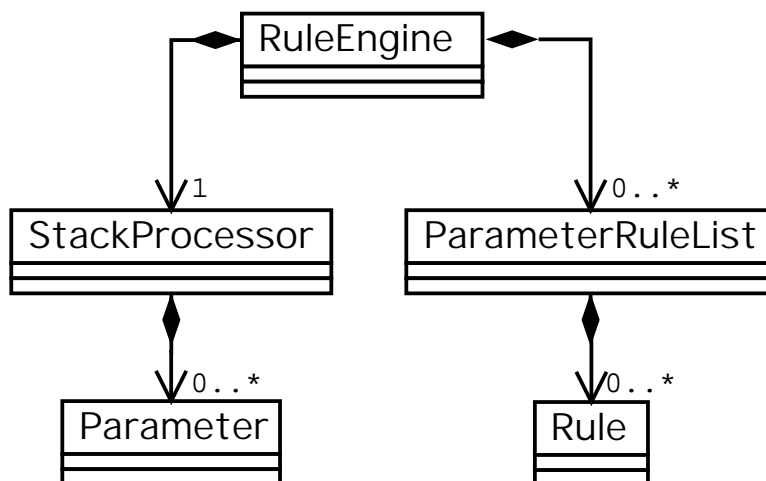 RuleEngine
1
0..*
StackProcessor
ParameterRuleList
0..*
0..*
Parameter
Rule